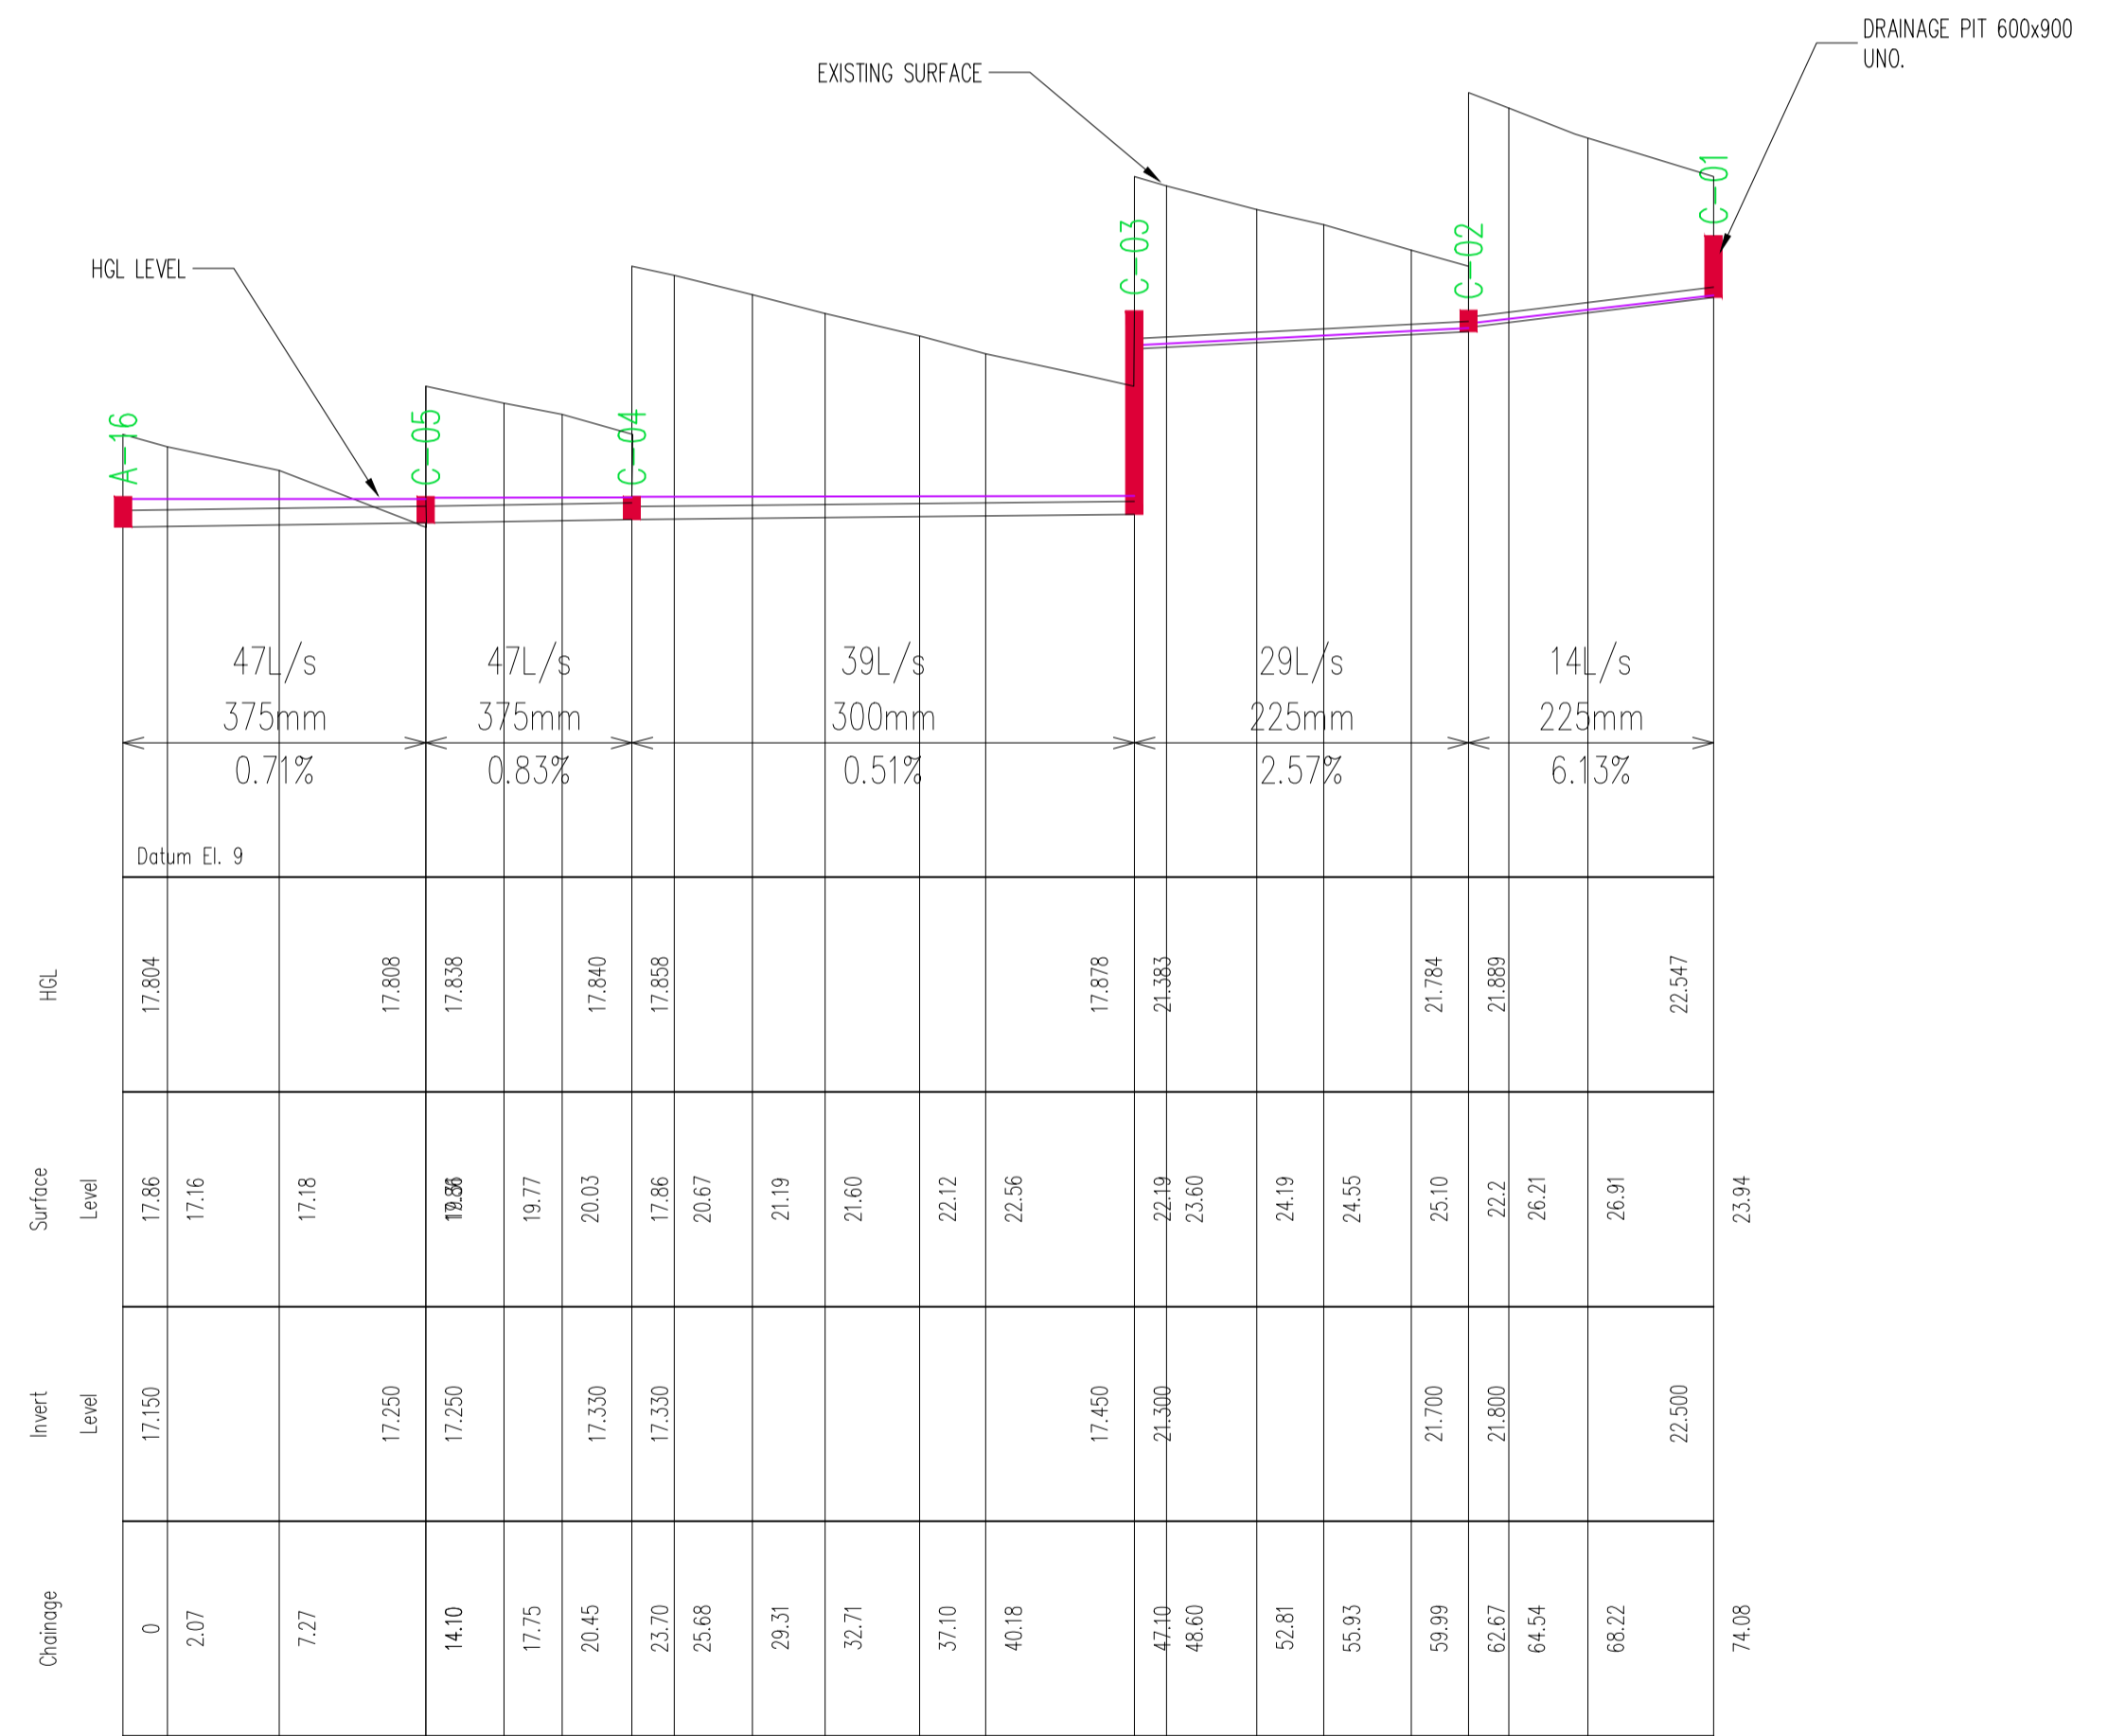 DRAINAGE PIT 600x900
UNO.
EXISTING SURFACE
HGL LEVEL
A-16
C-05
C-04
C-03
C-02
C-01
47L/s
375mm
0.71%
47L/s
375mm
0.83%
39L/s
300mm
0.51%
29L/s
225mm
2.57%
14L/s
225mm
6.13%
Datum El. 9
HGL
17.804
17.808
17.838
17.840
17.858
17.878
21.383
21.784
21.889
22.547
Surface
Level
17.86
17.16
17.18
19.77
20.03
17.86
20.67
21.19
21.60
22.12
22.56
22.19
23.60
24.19
24.55
25.10
22.2
26.21
26.91
23.94
Invert
Level
17.150
17.250
17.250
17.330
17.330
17.450
21.300
21.700
21.800
22.500
Chainage
0
2.07
7.27
14.10
17.75
20.45
23.70
25.68
29.31
32.71
37.10
40.18
47.10
48.60
52.81
55.93
59.99
62.67
64.54
68.22
74.08